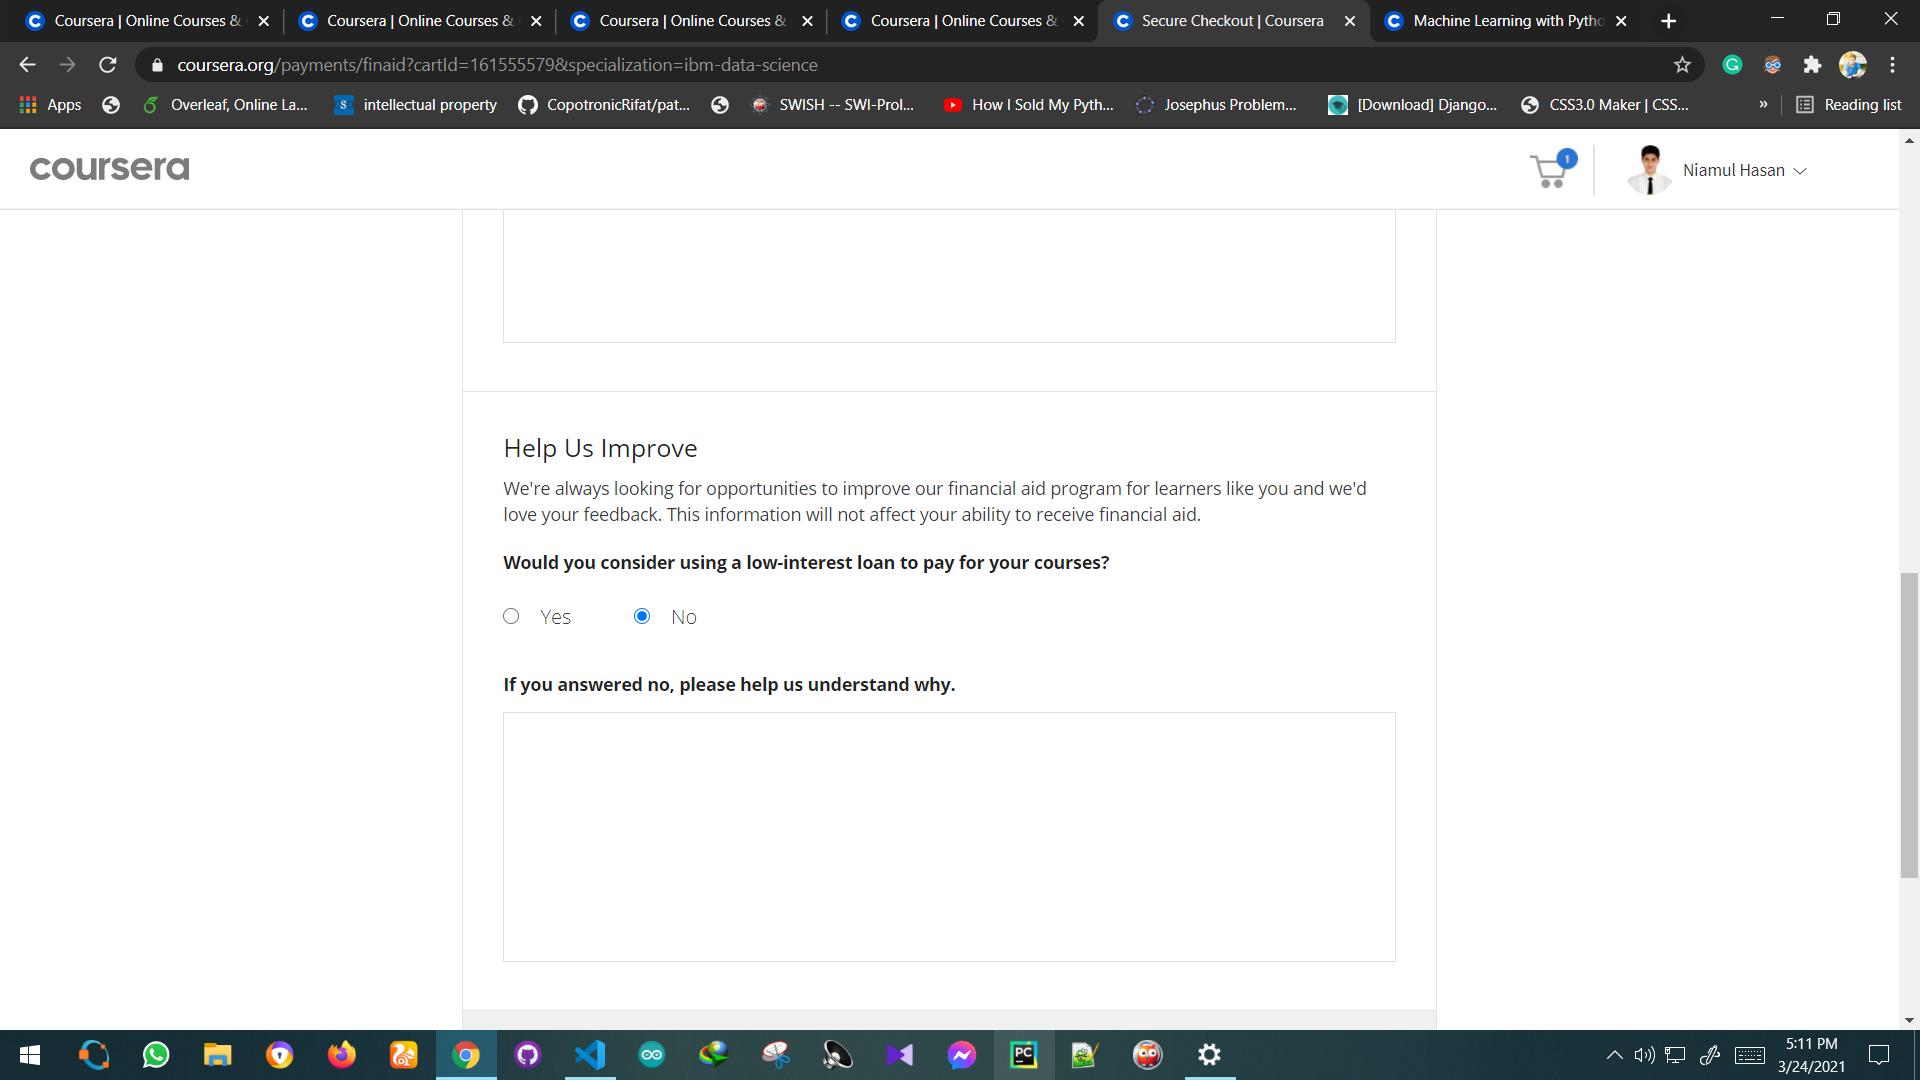 Coursera | Online Courses &
Coursera | Online Courses &
Coursera | Online Courses &
Coursera | Online Courses &
Secure Checkout | Coursera
Machine Learning with Pytho
coursera.org/payments/finaid?cartId=161555579&specialization=ibm-data-science
Apps
Overleaf, Online La...
intellectual property
CopotronicRifat/pat...
SWISH -- SWI-Prol...
How I Sold My Pyth...
Josephus Problem...
[Download] Django...
CSS3.0 Maker | CSS...
»
Reading list
coursera
1
Niamul Hasan
Help Us Improve
We're always looking for opportunities to improve our financial aid program for learners like you and we'd
love your feedback. This information will not affect your ability to receive financial aid.
Would you consider using a low-interest loan to pay for your courses?
Yes No
If you answered no, please help us understand why.
5:11 PM
3/24/2021